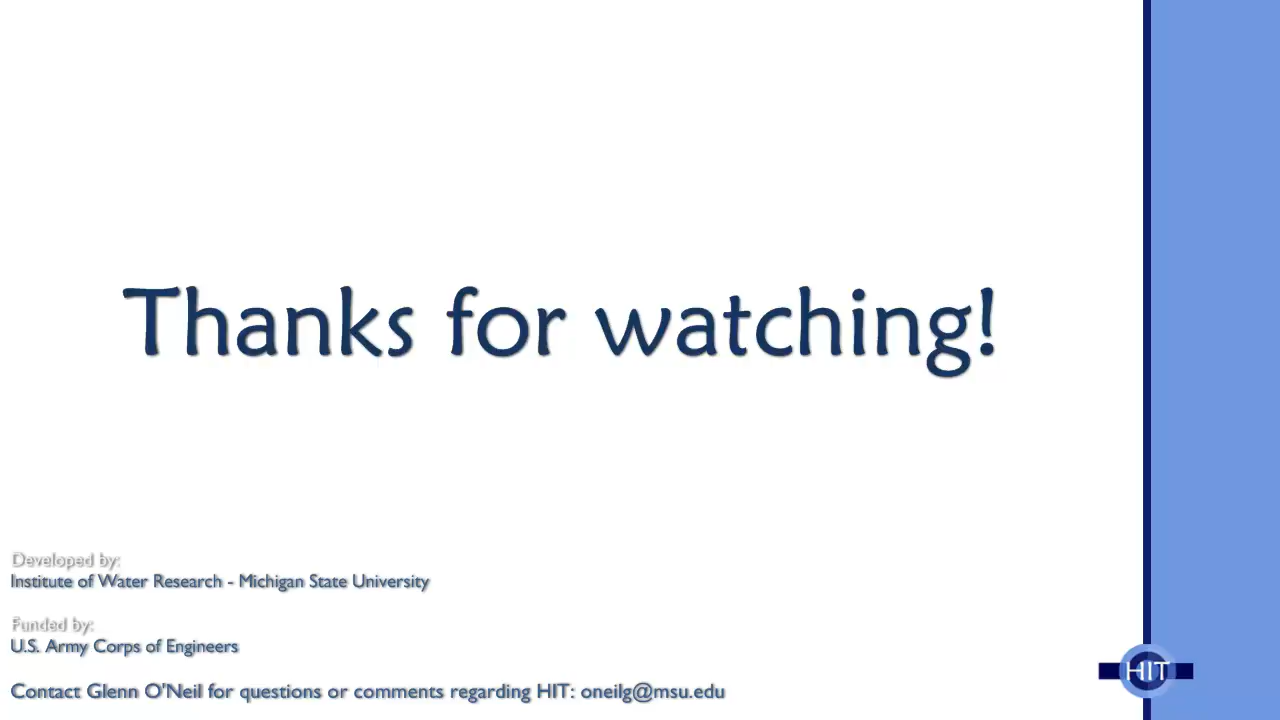 Thanks for watching!
Developed by:
Institute of Water Research - Michigan State University
Funded by:
U.S. Army Corps of Engineers
Contact Glenn O'Neil for questions or comments regarding HIT: oneilg@msu.edu
HIT